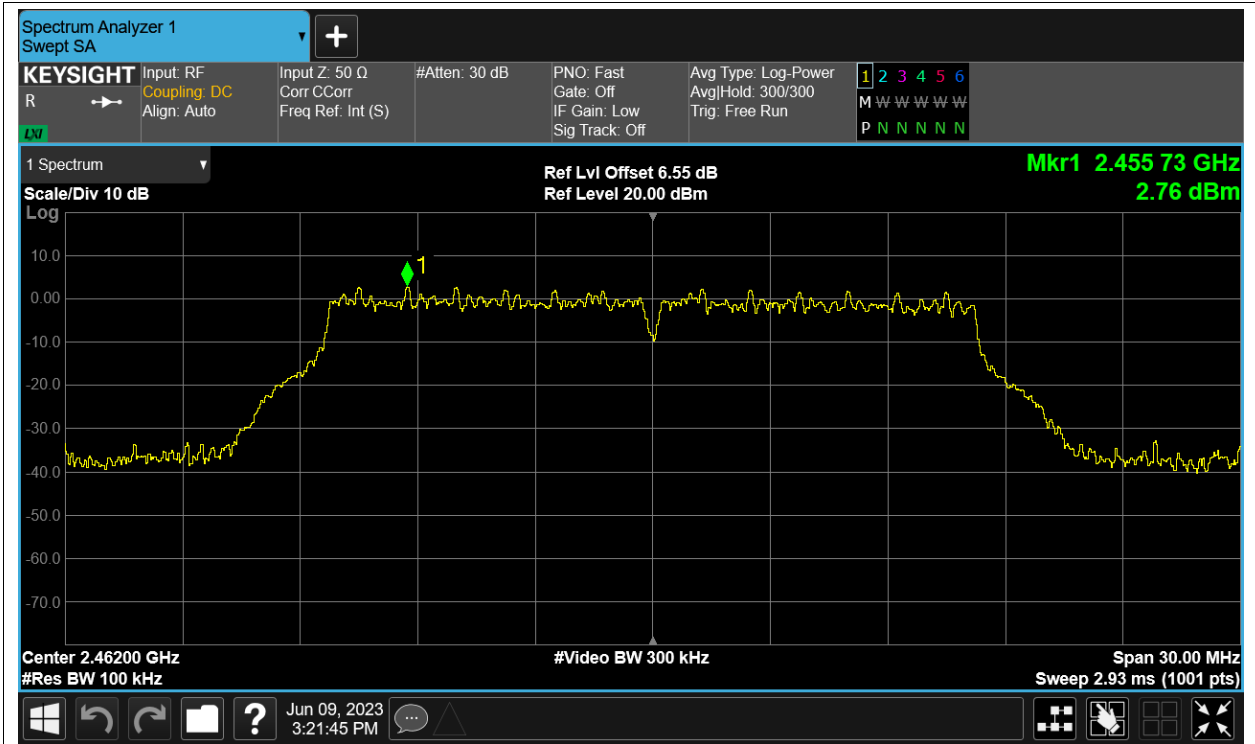 Spectrum Analyzer 1
Swept SA
KEYSIGHT
R
LXI
Input: RF
Coupling: DC
Align: Auto
Input Z: 50 Ω
Corr CCorr
Freq Ref: Int (S)
#Atten: 30 dB
PNO: Fast
Gate: Off
IF Gain: Low
Sig Track: Off
Avg Type: Log-Power
Avg|Hold: 300/300
Trig: Free Run
1 2 3 4 5 6
M W W W W W
P N N N N N
1 Spectrum
Scale/Div 10 dB
Log
Ref Lvl Offset 6.55 dB
Ref Level 20.00 dBm
Mkr1 2.455 73 GHz
2.76 dBm
1
10.0
0.00
-10.0
-20.0
-30.0
-40.0
-50.0
-60.0
-70.0
Center 2.46200 GHz
#Video BW 300 kHz
Span 30.00 MHz
#Res BW 100 kHz
Sweep 2.93 ms (1001 pts)
?
Jun 09, 2023
3:21:45 PM